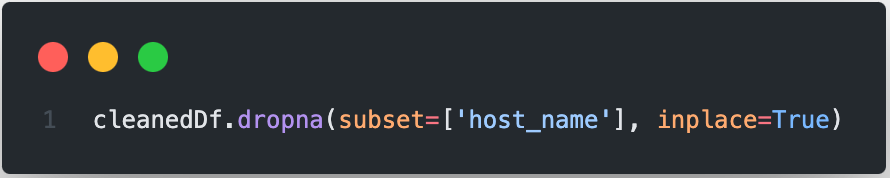 1 cleanedDf.dropna(subset=['host_name'], inplace=True)